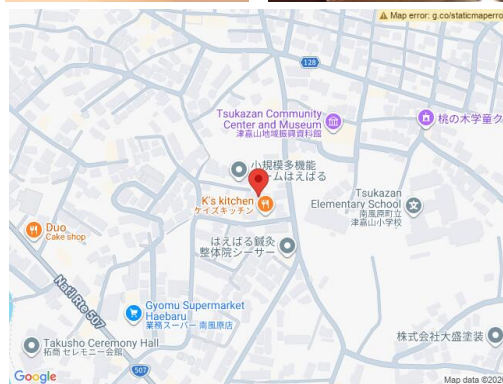 Map error: g.co/staticmaperro
128
Tsukazan Community
Center and Museum
津嘉山地域振興資料館
桃の木学童ク
小規模多機能
ームはえばる
K's kitchen
ケイズキッチン
Tsukazan
Elementary School
南風原町立
津嘉山小学校
Duo
Cake shop
はえばる鍼灸
整体院シーサー
Nat'l Rte 507
Gyomu Supermarket
Haebaru
業務スーパー 南風原店
Takusho Ceremony Hall
拓商 セレモニー会館
株式会社大盛塗装
507
Google
Map data ©202